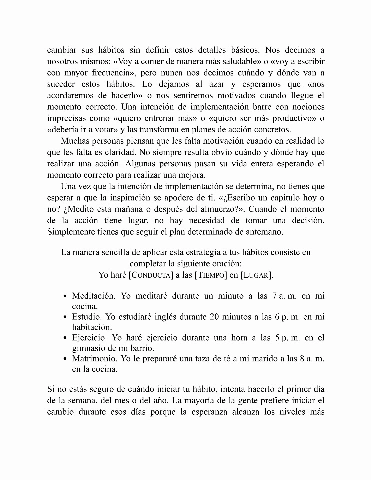 cambiar sus hábitos sin definir estos detalles básicos. Nos decimos a
nosotros mismos: «Voy a comer de manera más saludable» o «voy a escribir
con mayor frecuencia», pero nunca nos decimos cuándo y dónde van a
suceder estos hábitos. Lo dejamos al azar y esperamos que «nos
acordaremos de hacerlo» o nos sentiremos motivados cuando llegue el
momento correcto. Una intención de implementación barre con nociones
imprecisas como «quiero entrenar más» o «quiero ser más productivo» o
«debería ir a votar» y las transforma en planes de acción concretos.
Muchas personas piensan que les falta motivación cuando en realidad lo
que les falta es claridad. No siempre resulta obvio cuándo y dónde hay que
realizar una acción. Algunas personas pasan su vida entera esperando el
momento correcto para realizar una mejora.
Una vez que la intención de implementación se determina, no tienes que
esperar a que la inspiración se apodere de ti. «¿Escribo un capítulo hoy o
no? ¿Medito esta mañana o después del almuerzo?». Cuando el momento
de la acción tiene lugar, no hay necesidad de tomar una decisión.
Simplemente tienes que seguir el plan determinado de antemano.
La manera sencilla de aplicar esta estrategia a tus hábitos consiste en
completar la siguiente oración:
Yo haré [CONDUCTA] a las [TIEMPO] en [LUGAR].
• Meditación. Yo meditaré durante un minuto a las 7 a. m. en mi
cocina.
• Estudio. Yo estudiaré inglés durante 20 minutos a las 6 p. m. en mi
habitación.
• Ejercicio. Yo haré ejercicio durante una hora a las 5 p. m. en el
gimnasio de mi barrio.
• Matrimonio. Yo le prepararé una taza de té a mi marido a las 8 a. m.
en la cocina.
Si no estás seguro de cuándo iniciar tu hábito, intenta hacerlo el primer día
de la semana, del mes o del año. La mayoría de la gente prefiere iniciar el
cambio durante esos días porque la esperanza alcanza los niveles más